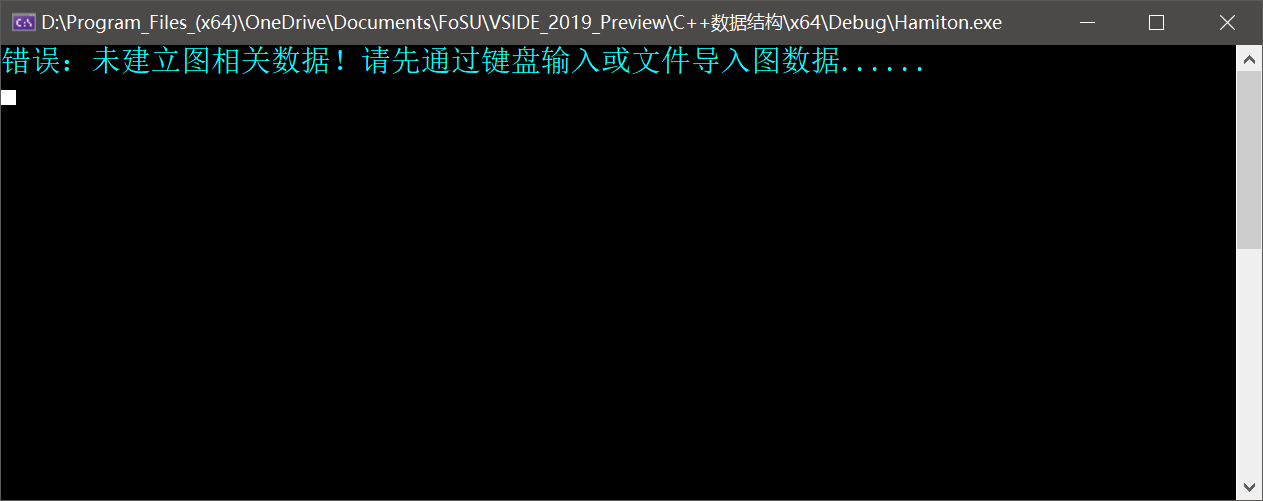 D:\Program_Files_(x64)\OneDrive\Documents\FoSU\VSIDE_2019_Preview\C++数据结构\x64\Debug\Hamiton.exe
错误：未建立图相关数据！请先通过键盘输入或文件导入图数据......